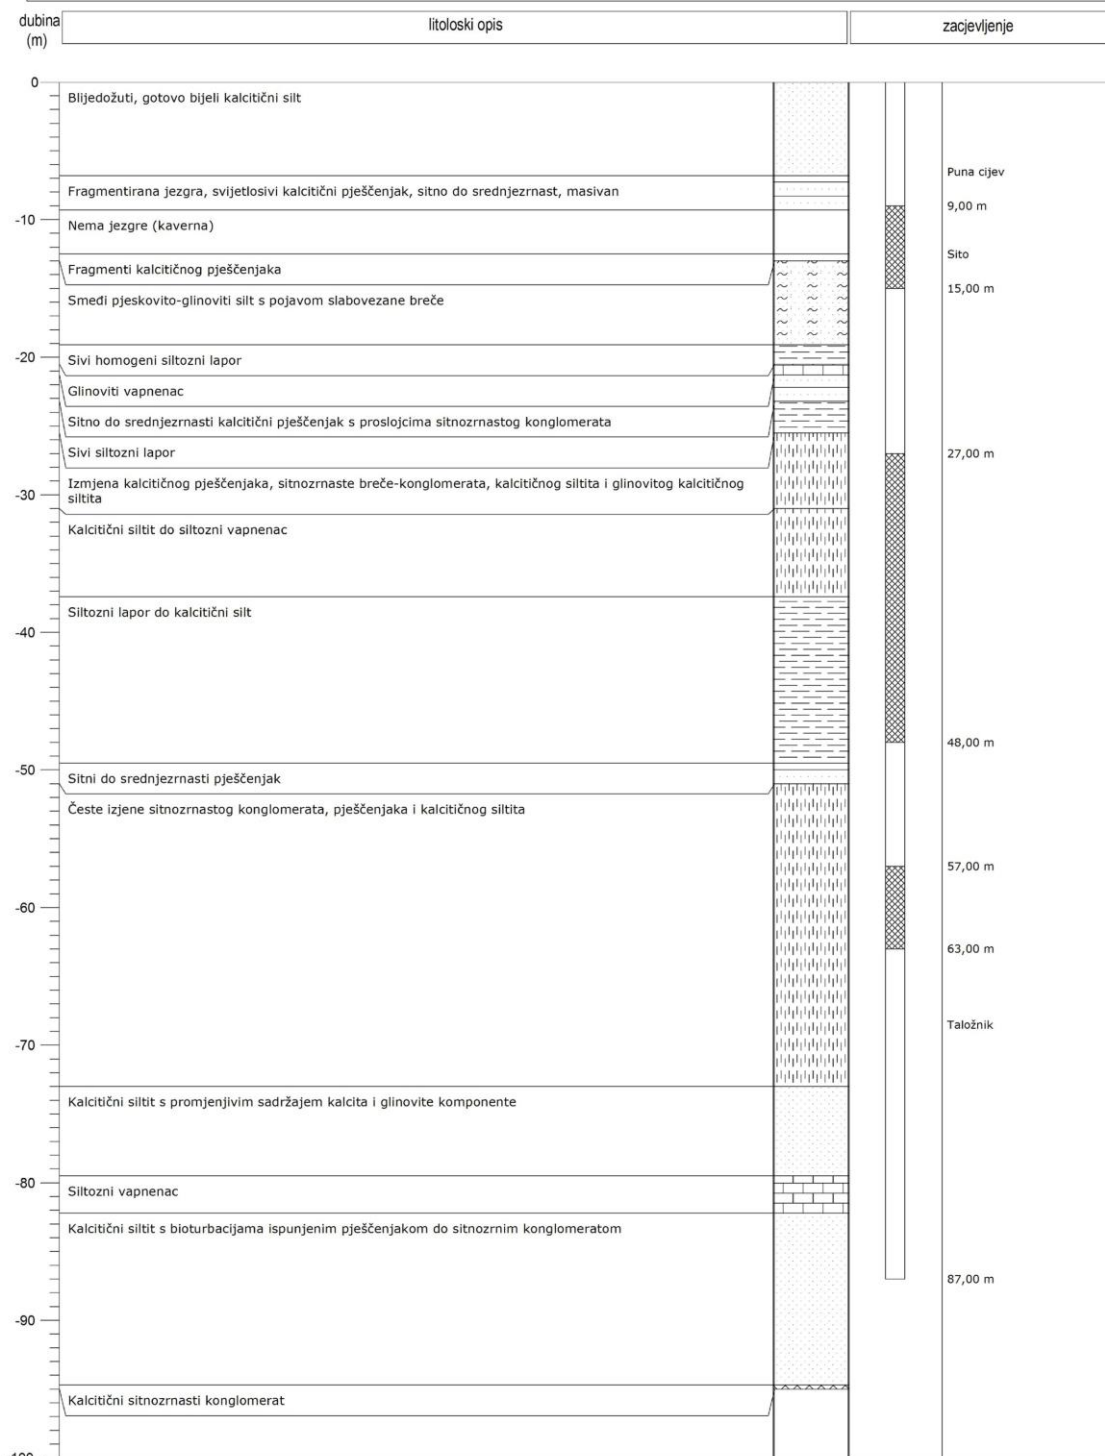 dubina
(m)
litoloski opis
zacjevljenje
0
Blijedožuti, gotovo bijeli kalcitični silt
Puna cijev
Fragmentirana jezgra, svijetlosivi kalcitični pješčenjak, sitno do srednjezrnast, masivan
9,00 m
-10
Nema jezgre (kaverna)
Sito
Fragmenti kalcitičnog pješčenjaka
15,00 m
Smeđi pjeskovito-glinoviti silt s pojavom slabovezane breče
-20
Sivi homogeni siltozni lapor
Glinoviti vapnenac
Sitno do srednjezrnasti kalcitični pješčenjak s proslojcima sitnozrnastog konglomerata
Sivi siltozni lapor
27,00 m
Izmjena kalcitičnog pješčenjaka, sitnozrnaste breče-konglomerata, kalcitičnog siltita i glinovitog kalcitičnog
siltita
-30
Kalcitični siltit do siltozni vapnenac
Siltozni lapor do kalcitični silt
-40
48,00 m
-50
Sitni do srednjezrnasti pješčenjak
Česte izjene sitnozrnastog konglomerata, pješčenjaka i kalcitičnog siltita
57,00 m
-60
63,00 m
Taložnik
-70
Kalcitični siltit s promjenjivim sadržajem kalcita i glinovite komponente
-80
Siltozni vapnenac
Kalcitični siltit s bioturbacijama ispunjenim pješčenjakom do sitnozrnim konglomeratom
87,00 m
-90
Kalcitični sitnozrnasti konglomerat